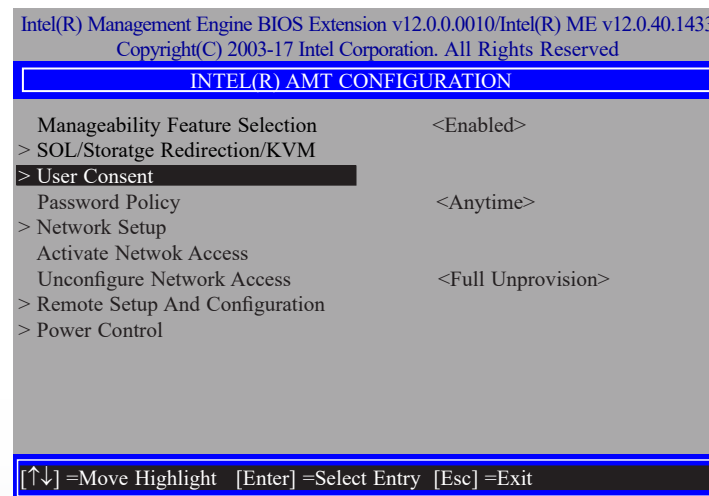 Intel(R) Management Engine BIOS Extension v12.0.0.0010/Intel(R) ME v12.0.40.1433
Copyright(C) 2003-17 Intel Corporation. All Rights Reserved
INTEL(R) AMT CONFIGURATION
Manageability Feature Selection <Enabled>
> SOL/Storatge Redirection/KVM
> User Consent
Password Policy <Anytime>
> Network Setup
Activate Netwok Access
Unconfigure Network Access <Full Unprovision>
> Remote Setup And Configuration
> Power Control
[↑↓] =Move Highlight [Enter] =Select Entry [Esc] =Exit